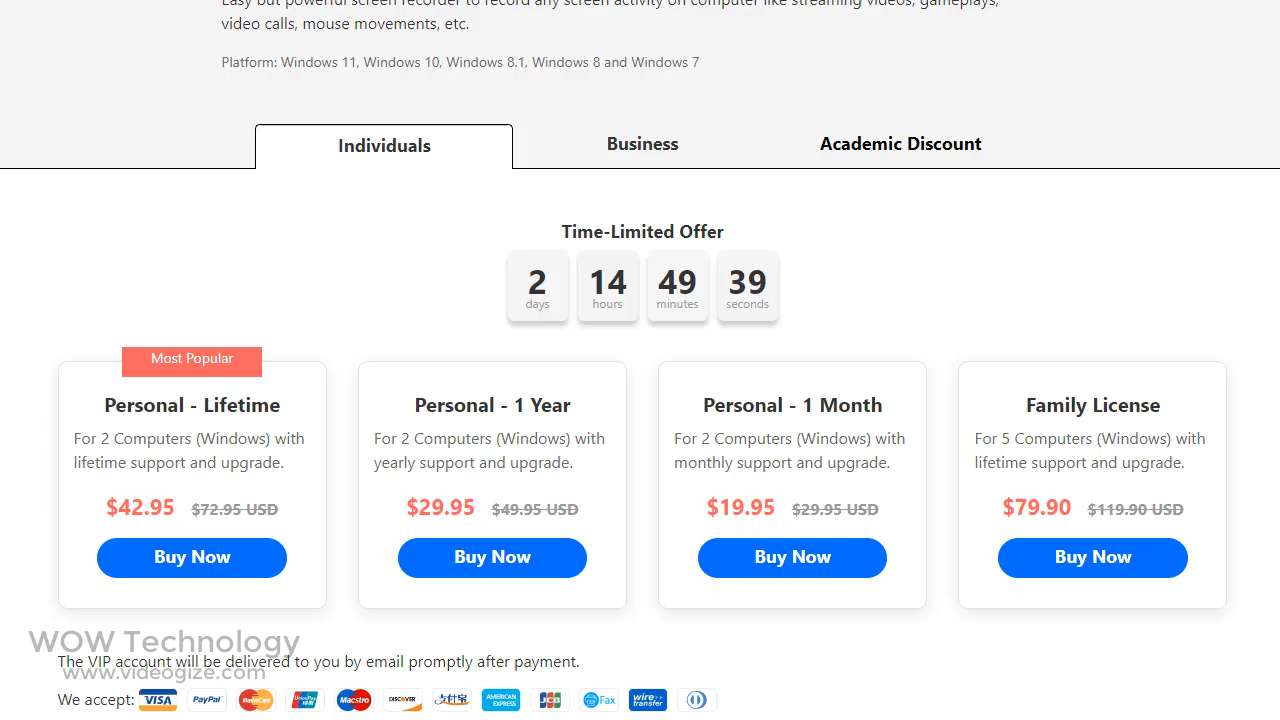 Easy but powerful screen recorder to record any screen activity on computer like streaming videos, gameplays,
video calls, mouse movements, etc.
Platform: Windows 11, Windows 10, Windows 8.1, Windows 8 and Windows 7
Individuals
Business
Academic Discount
Time-Limited Offer
2
days
14
hours
49
minutes
39
seconds
Most Popular
Personal - Lifetime
For 2 Computers (Windows) with
lifetime support and upgrade.
$42.95 $72.95 USD
Buy Now
Personal - 1 Year
For 2 Computers (Windows) with
yearly support and upgrade.
$29.95 $49.95 USD
Buy Now
Personal - 1 Month
For 2 Computers (Windows) with
monthly support and upgrade.
$19.95 $29.95 USD
Buy Now
Family License
For 5 Computers (Windows) with
lifetime support and upgrade.
$79.90 $119.90 USD
Buy Now
WOW Technology
The VIP account will be delivered to you by email promptly after payment.
www.videogize.com
We accept: VISA PayPal MasterCard UnionPay Maestro DISCOVER 支付宝 AMERICAN EXPRESS JCB Fax wire transfer